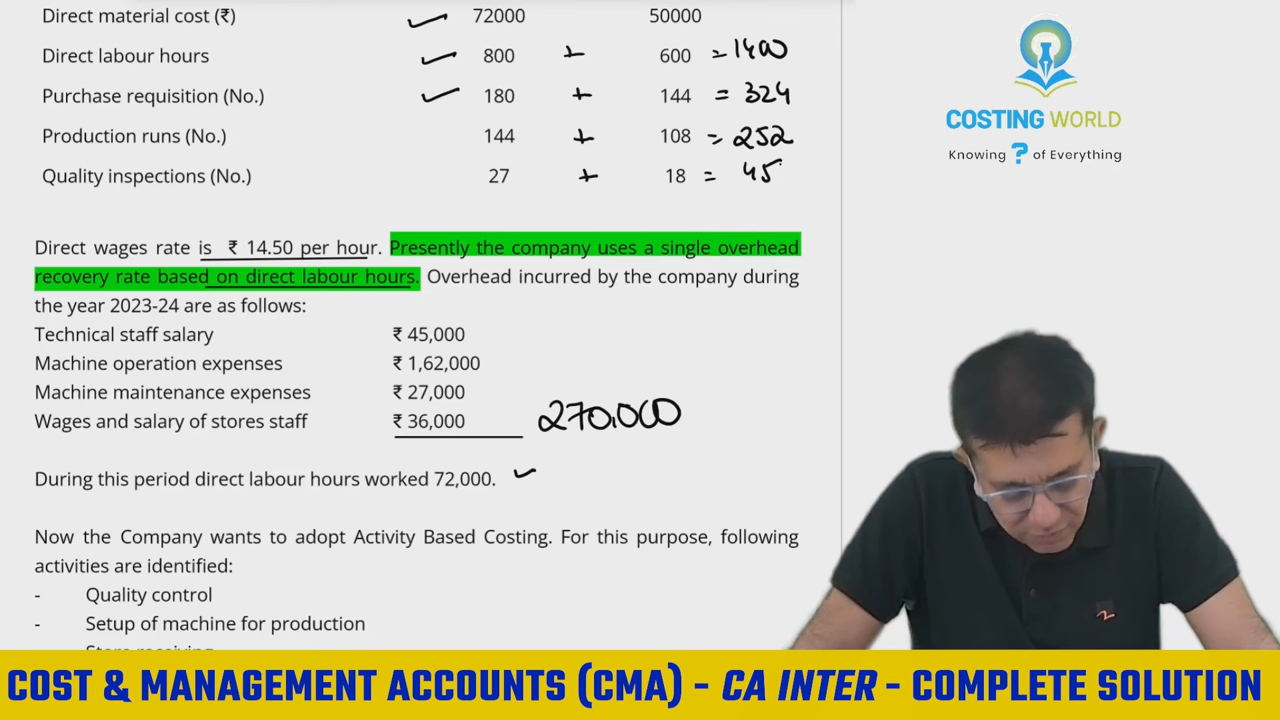 Direct material cost (₹) 72000 50000
Direct labour hours 800 + 600 = 1400
Purchase requisition (No.) 180 + 144 = 324
Production runs (No.) 144 + 108 = 252
Quality inspections (No.) 27 + 18 = 45
COSTING WORLD
Knowing ? of Everything
Direct wages rate is ₹ 14.50 per hour. Presently the company uses a single overhead
recovery rate based on direct labour hours. Overhead incurred by the company during
the year 2023-24 are as follows:
Technical staff salary ₹ 45,000
Machine operation expenses ₹ 1,62,000
Machine maintenance expenses ₹ 27,000
Wages and salary of stores staff ₹ 36,000 270,000
During this period direct labour hours worked 72,000.
Now the Company wants to adopt Activity Based Costing. For this purpose, following
activities are identified:
- Quality control
- Setup of machine for production
COST & MANAGEMENT ACCOUNTS (CMA) - CA INTER - COMPLETE SOLUTION